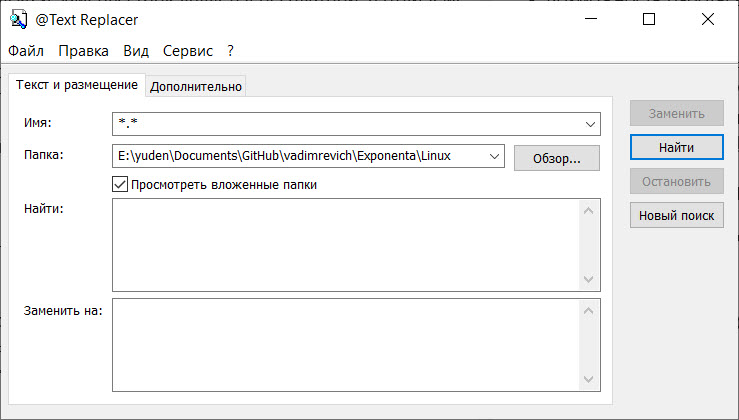 @Text Replacer
Файл Правка Вид Сервис ?
Текст и размещение Дополнительно
Имя: *.*
Заменить
Папка: E:\yuden\Documents\GitHub\vadimrevich\Exponenta\Linux Обзор... Найти
Просмотреть вложенные папки Остановить
Найти: Новый поиск
Заменить на: